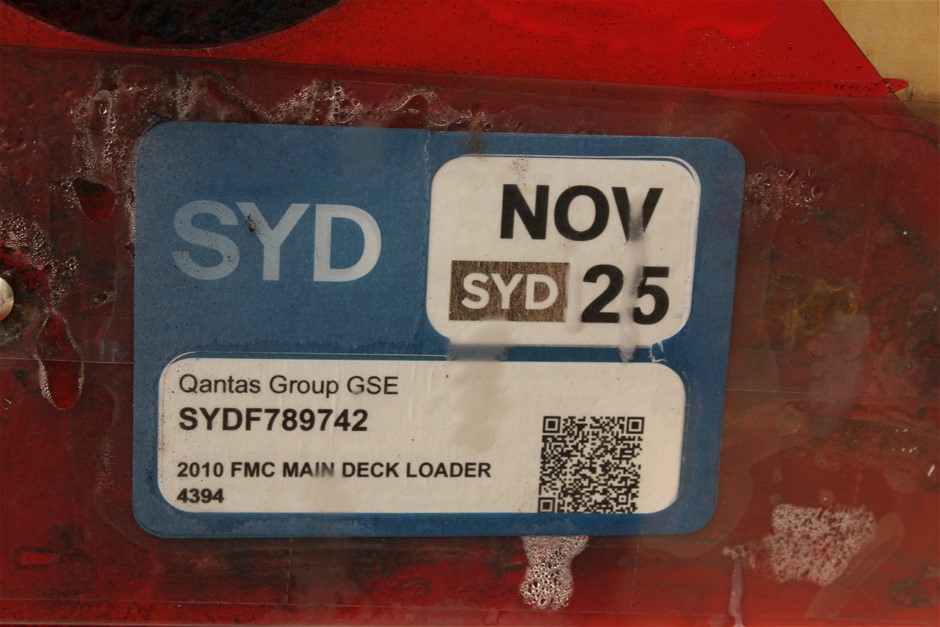 SYD
NOV
SYD 25
Qantas Group GSE
SYDF789742
2010 FMC MAIN DECK LOADER
4394